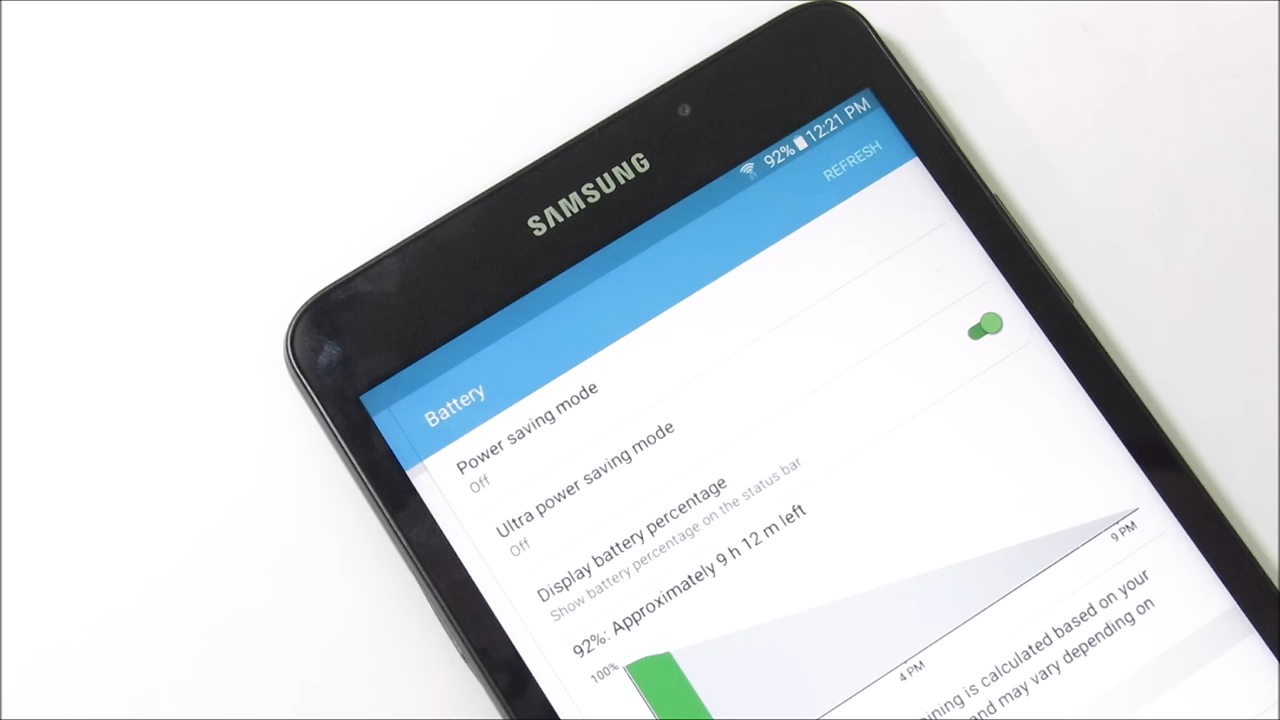 SAMSUNG
92% 12:21 PM
REFRESH
Battery
Power saving mode
Off
Ultra power saving mode
Off
Display battery percentage
Show battery percentage on the status bar
92%: Approximately 9 h 12 m left
100%
4 PM
9 PM
is calculated based on your
and may vary depending on